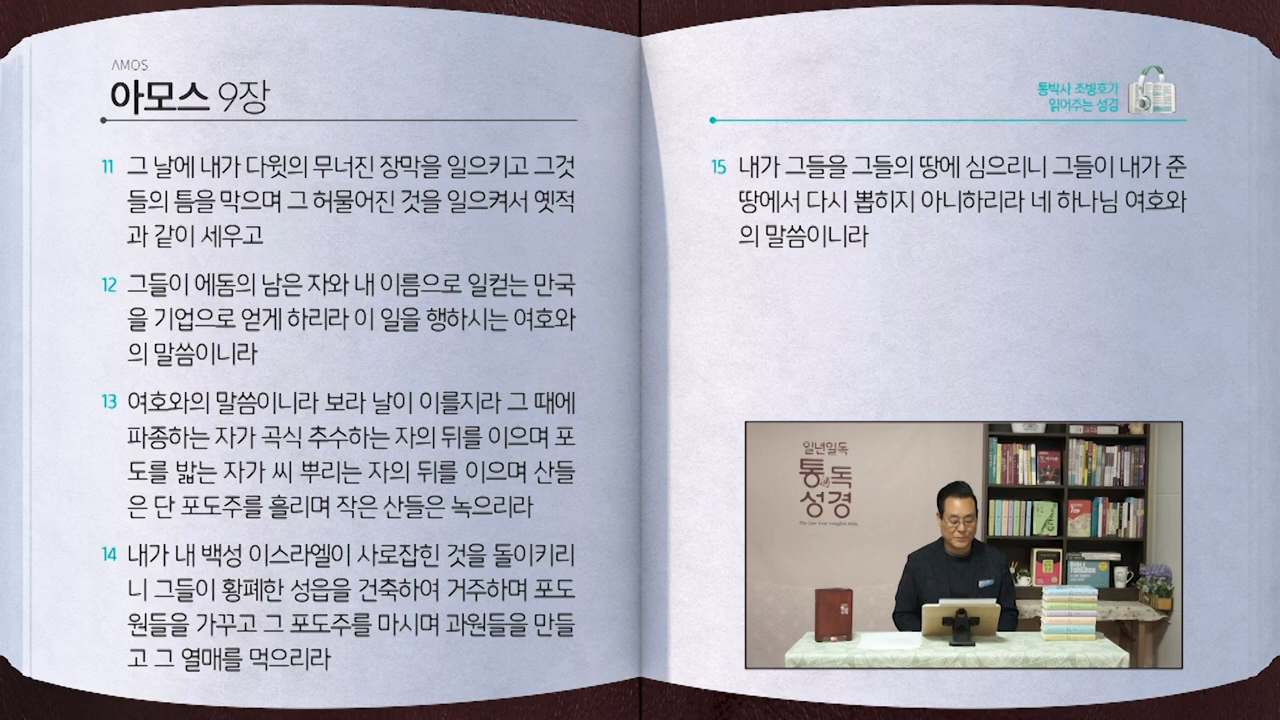 AMOS
아모스 9장
11 그 날에 내가 다윗의 무너진 장막을 일으키고 그것
들의 틈을 막으며 그 허물어진 것을 일으켜서 옛적
과 같이 세우고
12 그들이 에돔의 남은 자와 내 이름으로 일컫는 만국
을 기업으로 얻게 하리라 이 일을 행하시는 여호와
의 말씀이니라
13 여호와의 말씀이니라 보라 날이 이를지라 그 때에
파종하는 자가 곡식 추수하는 자의 뒤를 이으며 포
도를 밟는 자가 씨 뿌리는 자의 뒤를 이으며 산들
은 단 포도주를 흘리며 작은 산들은 녹으리라
14 내가 내 백성 이스라엘이 사로잡힌 것을 돌이키리
니 그들이 황폐한 성읍을 건축하여 거주하며 포도
원들을 가꾸고 그 포도주를 마시며 과원들을 만들
고 그 열매를 먹으리라
통박사 조병호가
읽어주는 성경
15 내가 그들을 그들의 땅에 심으리니 그들이 내가 준
땅에서 다시 뽑히지 아니하리라 네 하나님 여호와
의 말씀이니라
일년일독
통독
성경